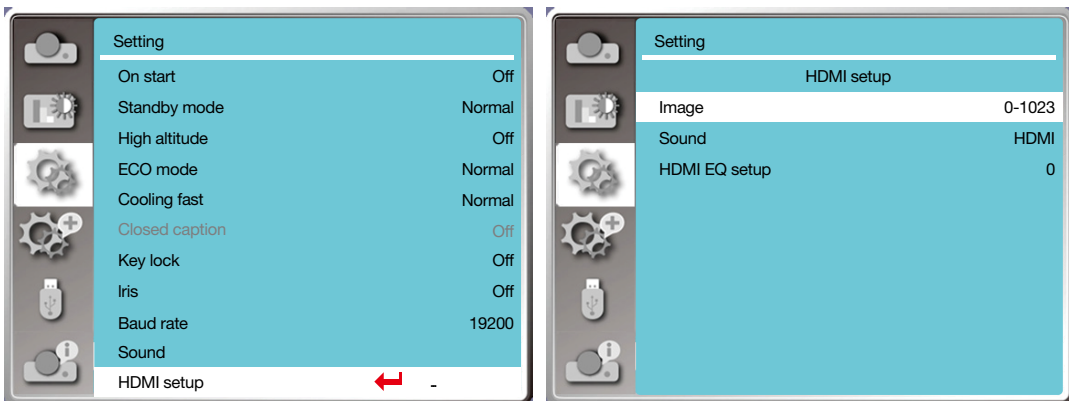 Setting
On start Off
Standby mode Normal
High altitude Off
ECO mode Normal
Cooling fast Normal
Closed caption Off
Key lock Off
Iris Off
Baud rate 19200
Sound
HDMI setup -
Setting
HDMI setup
Image 0-1023
Sound HDMI
HDMI EQ setup 0